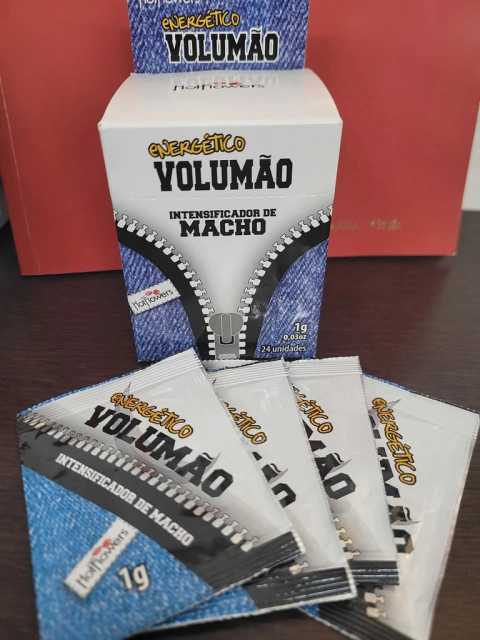 HotFlowers
ENERGÉTICO
VOLUMÃO
HotFlowers
ENERGÉTICO
VOLUMÃO
INTENSIFICADOR DE
MACHO
HotFlowers
1g
0,03oz
24 unidades
ENERGÉTICO
VOLUMÃO
INTENSIFICADOR DE MACHO
HotFlowers
1g
ENERGÉTICO
ENERGÉTICO
ENERGÉTICO